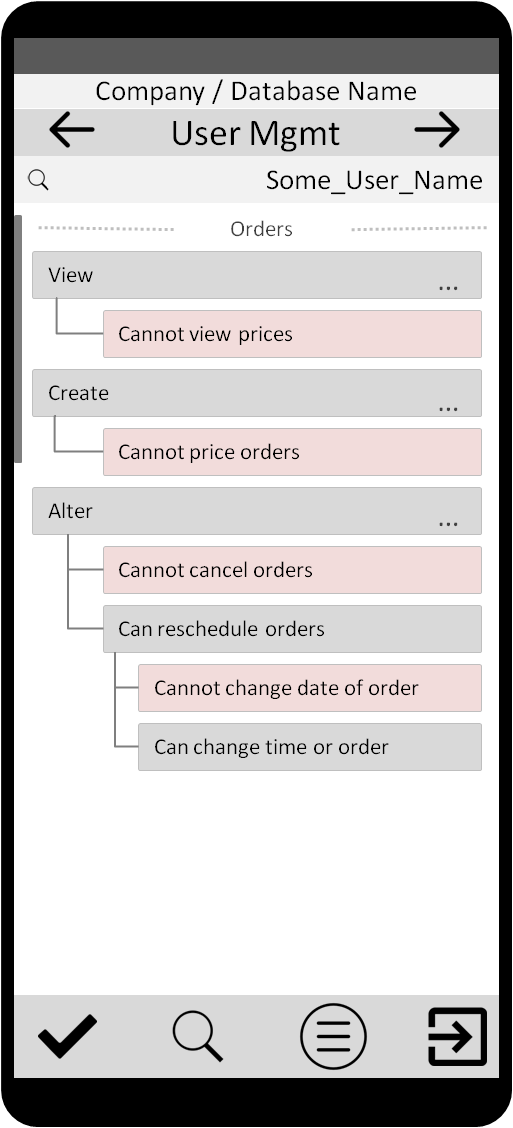 Company / Database Name
User Mgmt
Some_User_Name
Orders
View ...
Cannot view prices
Create ...
Cannot price orders
Alter ...
Cannot cancel orders
Can reschedule orders
Cannot change date of order
Can change time or order